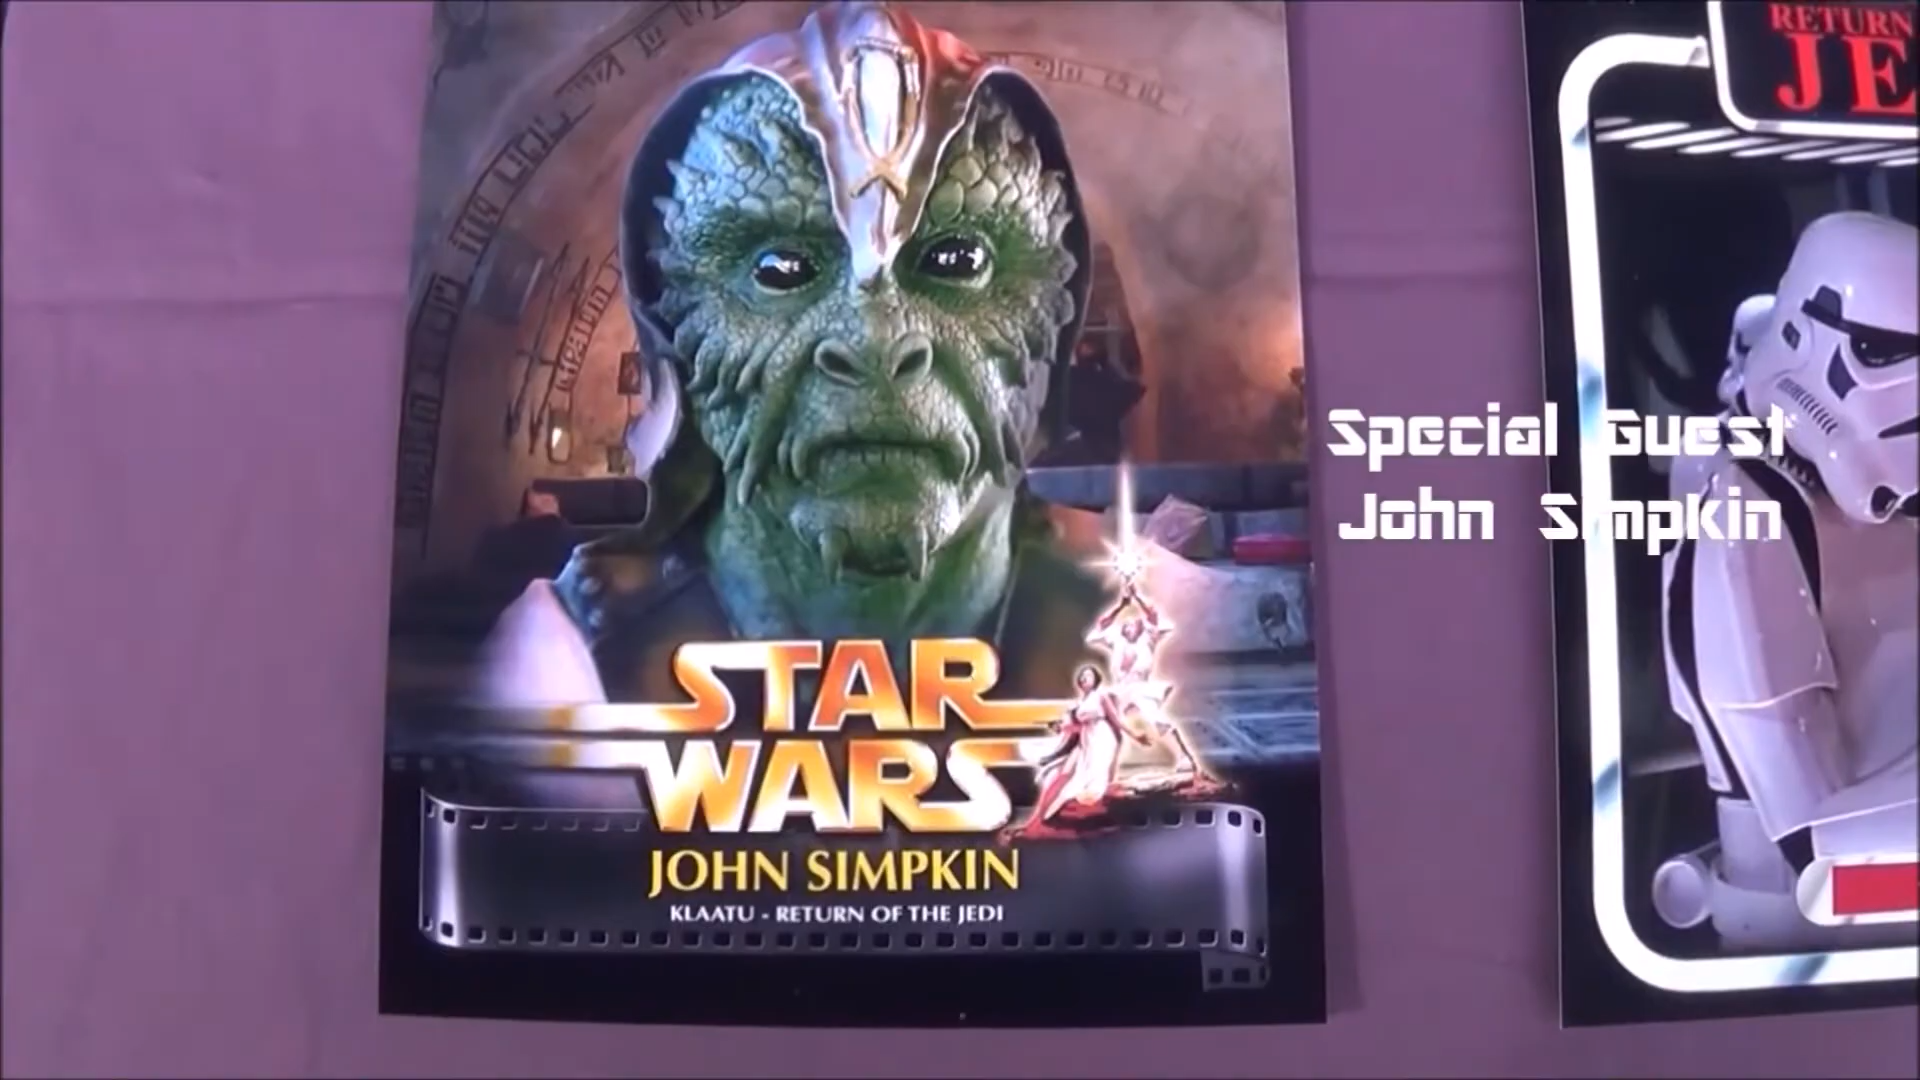 STAR
WARS
JOHN SIMPKIN
KLAATU - RETURN OF THE JEDI
Special Guest
John Simpkin
RETURN
JE